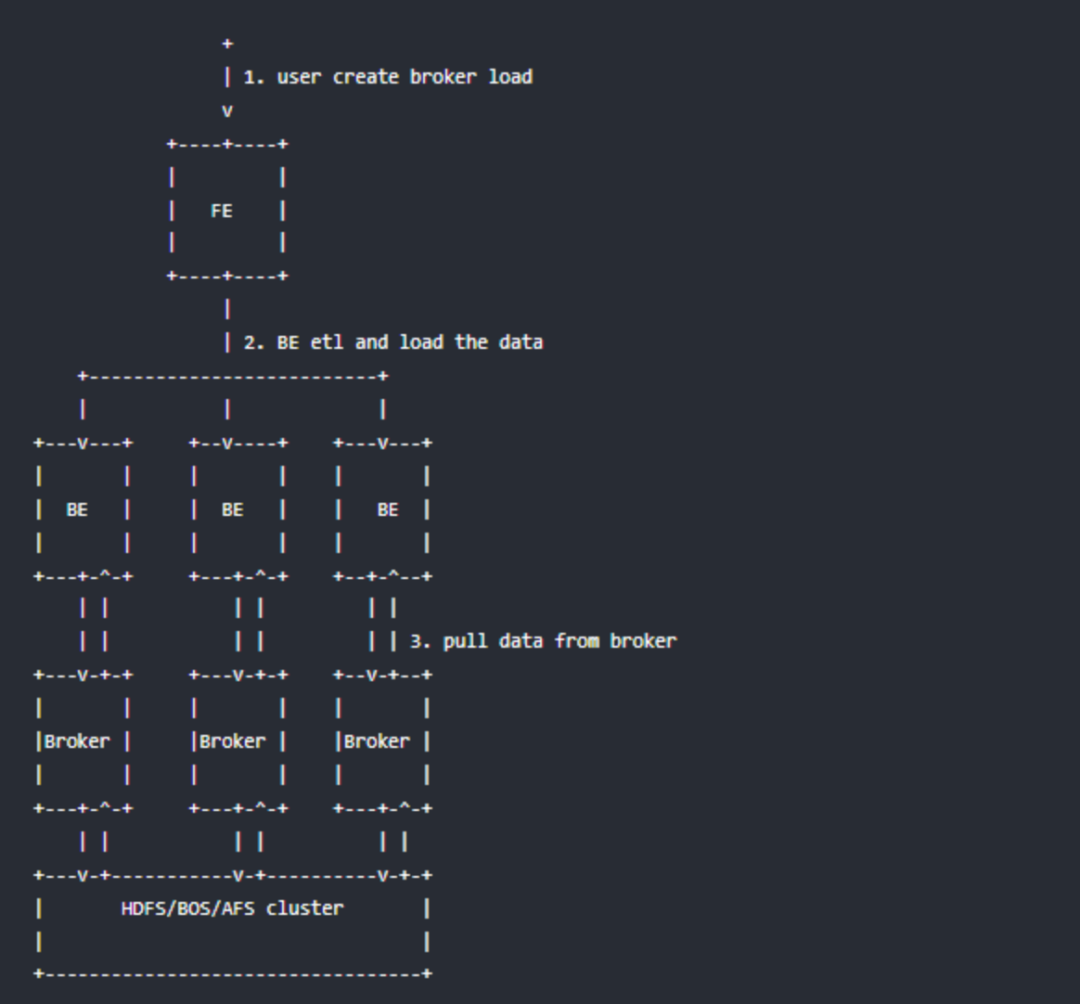 +
                 | 1. user create broker load
                 v
            +----+----+
            |         |
            |   FE    |
            |         |
            +----+----+
                 |
                 | 2. BE etl and load the data
    +--------------------------+
    |            |             |
+---v---+     +--v----+    +---v---+
|       |     |       |    |       |
|  BE   |     |  BE   |    |   BE  |
|       |     |       |    |       |
+---+-^-+     +---+-^-+    +--+-^--+
    | |           | |         | |
    | |           | |         | | 3. pull data from broker
+---v-+-+     +---v-+-+    +--v-+--+
|       |     |       |    |       |
|Broker |     |Broker |    |Broker |
|       |     |       |    |       |
+---+-^-+     +---+-^-+    +---+-^-+
    | |           | |          | |
+---v-+-----------v-+----------v-+-+
|       HDFS/BOS/AFS cluster       |
|                                  |
+----------------------------------+